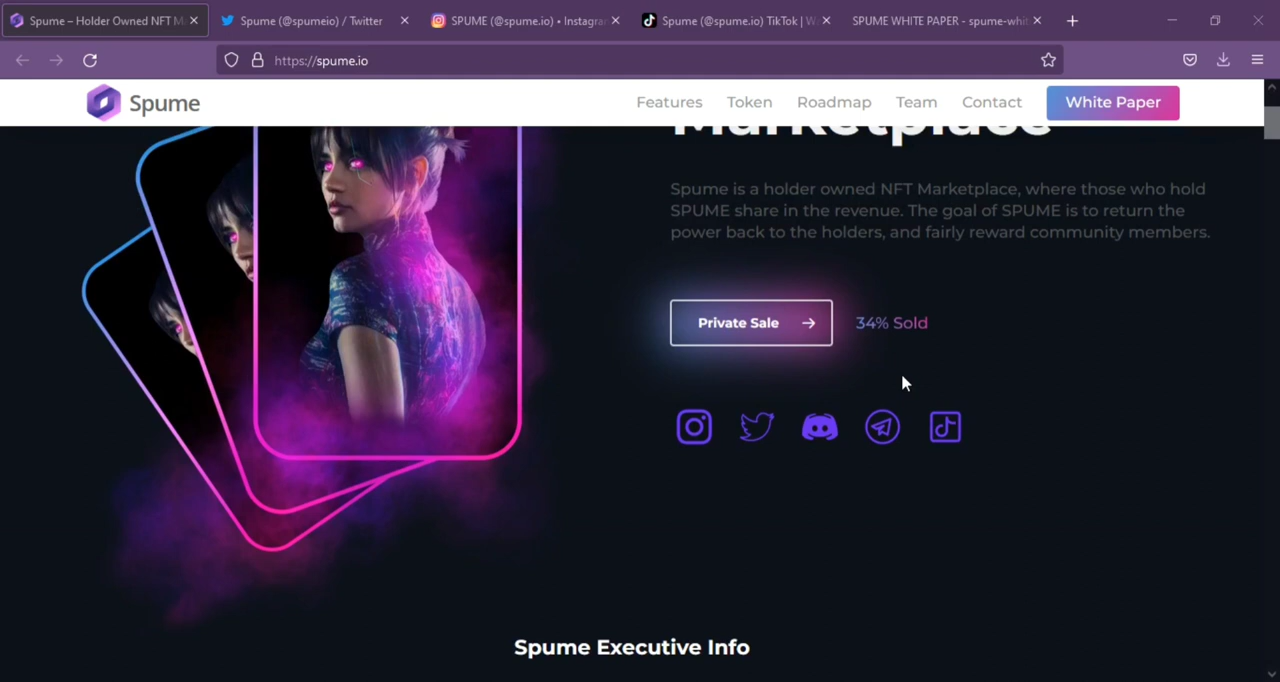 Spume – Holder Owned NFT M
Spume (@spumeio) / Twitter
SPUME (@spume.io) • Instagra
Spume (@spume.io) TikTok | W
SPUME WHITE PAPER - spume-whi
https://spume.io
Spume
Features
Token
Roadmap
Team
Contact
White Paper
Marketplace
Spume is a holder owned NFT Marketplace, where those who hold
SPUME share in the revenue. The goal of SPUME is to return the
power back to the holders, and fairly reward community members.
Private Sale
34% Sold
Spume Executive Info